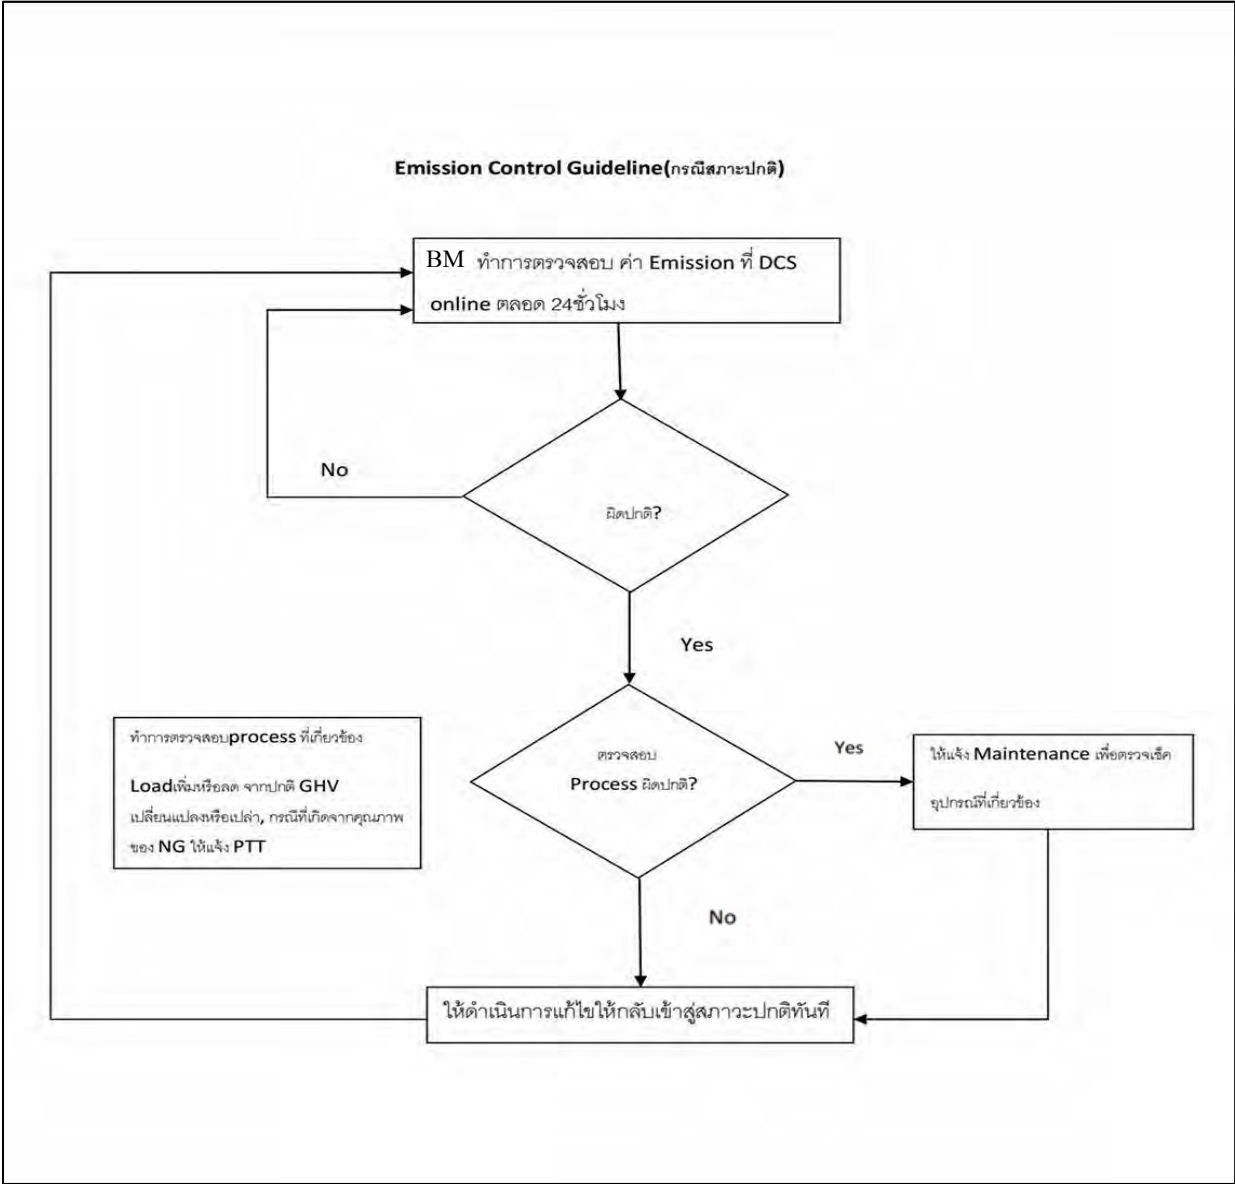 Emission Control Guideline(กรณีสภาะปกติ)
BM ทำการตรวจสอบ ค่า Emission ที่ DCS
online ตลอด 24ชั่วโมง
No
ผิดปกติ?
Yes
ทำการตรวจสอบprocess ที่เกี่ยวข้อง
Loadเพิ่มหรือลด จากปกติ GHV
เปลี่ยนแปลงหรือเปล่า, กรณีที่เกิดจากคุณภาพ
ของ NG ให้แจ้ง PTT
ตรวจสอบ
Process ผิดปกติ?
Yes
ให้แจ้ง Maintenance เพื่อตรวจเช็ค
อุปกรณ์ที่เกี่ยวข้อง
No
ให้ดำเนินการแก้ไขให้กลับเข้าสู่สภาวะปกติทันที